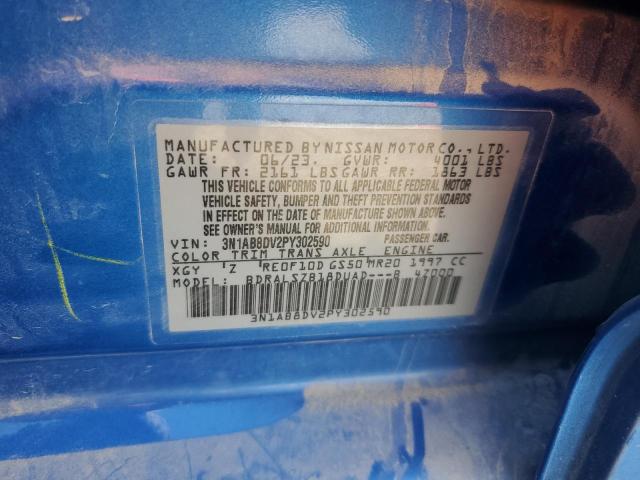 MANUFACTURED BY NISSAN MOTOR CO., LTD.
DATE: 06/23. GVWR: 4001 LBS
GAWR FR: 2161 LBS GAWR RR: 1863 LBS
THIS VEHICLE CONFORMS TO ALL APPLICABLE FEDERAL MOTOR
VEHICLE SAFETY, BUMPER AND THEFT PREVENTION STANDARDS
IN EFFECT ON THE DATE OF MANUFACTURE SHOWN ABOVE.
SEE OWNER'S MANUAL FOR ADDITIONAL INFORMATION.
VIN: 3N1AB8DV2PY302590 PASSENGER CAR.
COLOR TRIM TRANS AXLE ENGINE
XGY 'Z RE0F10D GS50 MR20 1997 CC
MODEL: BDRALSZB18DUAD---B 4Z000
3N1AB8DV2PY302590